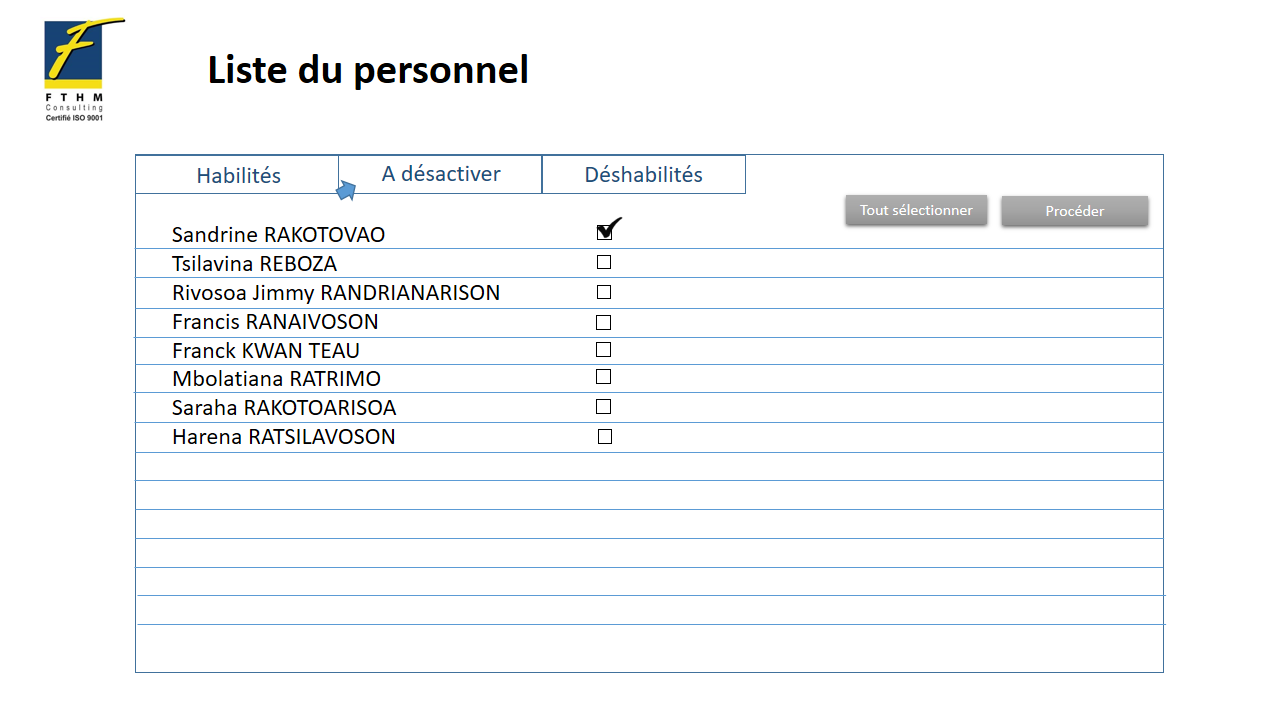 F T H M
Consulting
Certifié ISO 9001
Liste du personnel
Habilités
A désactiver
Déshabilités
Tout sélectionner
Procéder
Sandrine RAKOTOVAO
Tsilavina REBOZA
Rivosoa Jimmy RANDRIANARISON
Francis RANAIVOSON
Franck KWAN TEAU
Mbolatiana RATRIMO
Saraha RAKOTOARISOA
Harena RATSILAVOSON